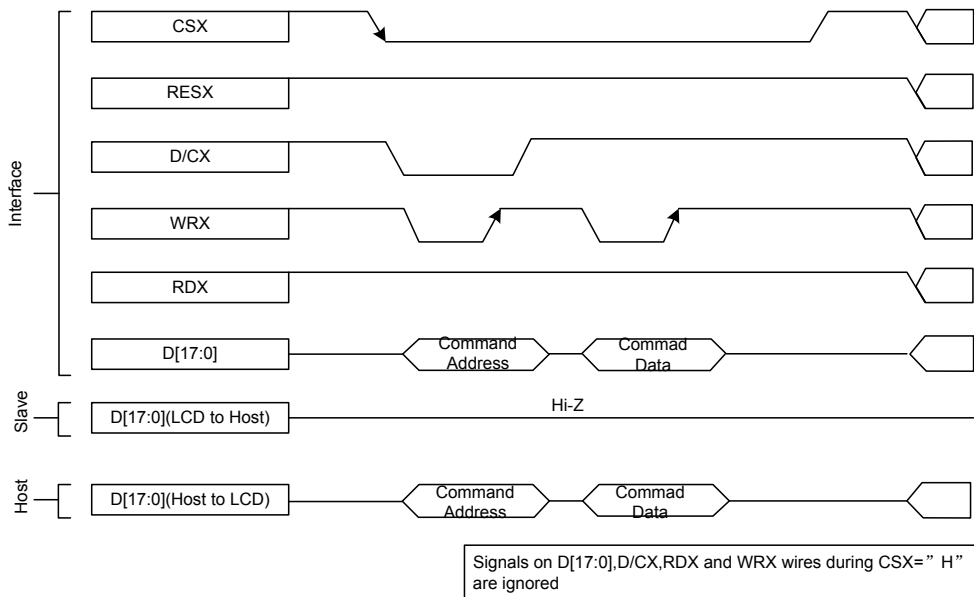 Interface
CSX
RESX
D/CX
WRX
RDX
D[17:0]
Command
Address
Commad
Data
Slave
D[17:0](LCD to Host)
Hi-Z
Host
D[17:0](Host to LCD)
Command
Address
Commad
Data
Signals on D[17:0],D/CX,RDX and WRX wires during CSX=” H”
are ignored